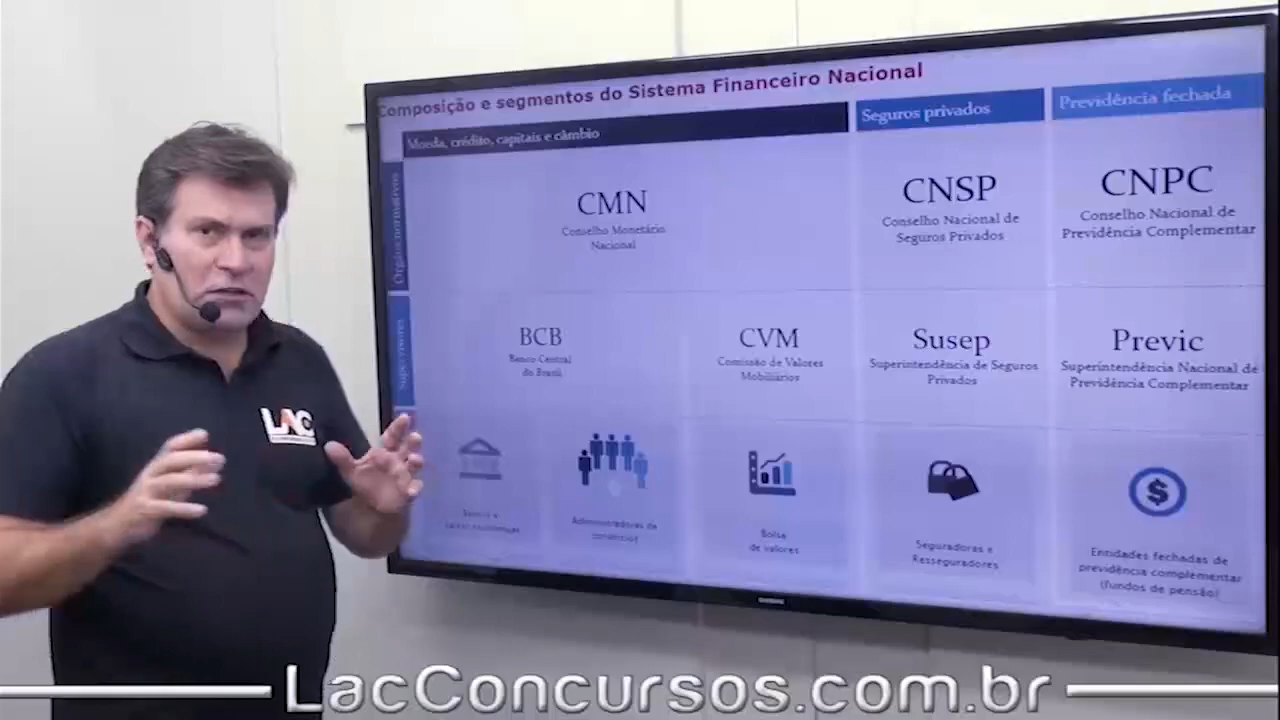 Composição e segmentos do Sistema Financeiro Nacional
Moeda, crédito, capitais e câmbio
Seguros privados
Previdência fechada
Órgãos normativos
CMN
Conselho Monetário
Nacional
CNSP
Conselho Nacional de
Seguros Privados
CNPC
Conselho Nacional de
Previdência Complementar
Supervisores
BCB
Banco Central
do Brasil
CVM
Comissão de Valores
Mobiliários
Susep
Superintendência de Seguros
Privados
Previc
Superintendência Nacional de
Previdência Complementar
Administradoras de
consórcios
Bolsa
de valores
Seguradoras e
Resseguradores
Entidades fechadas de
previdência complementar
(fundos de pensão)
LAC
LacConcursos.com.br